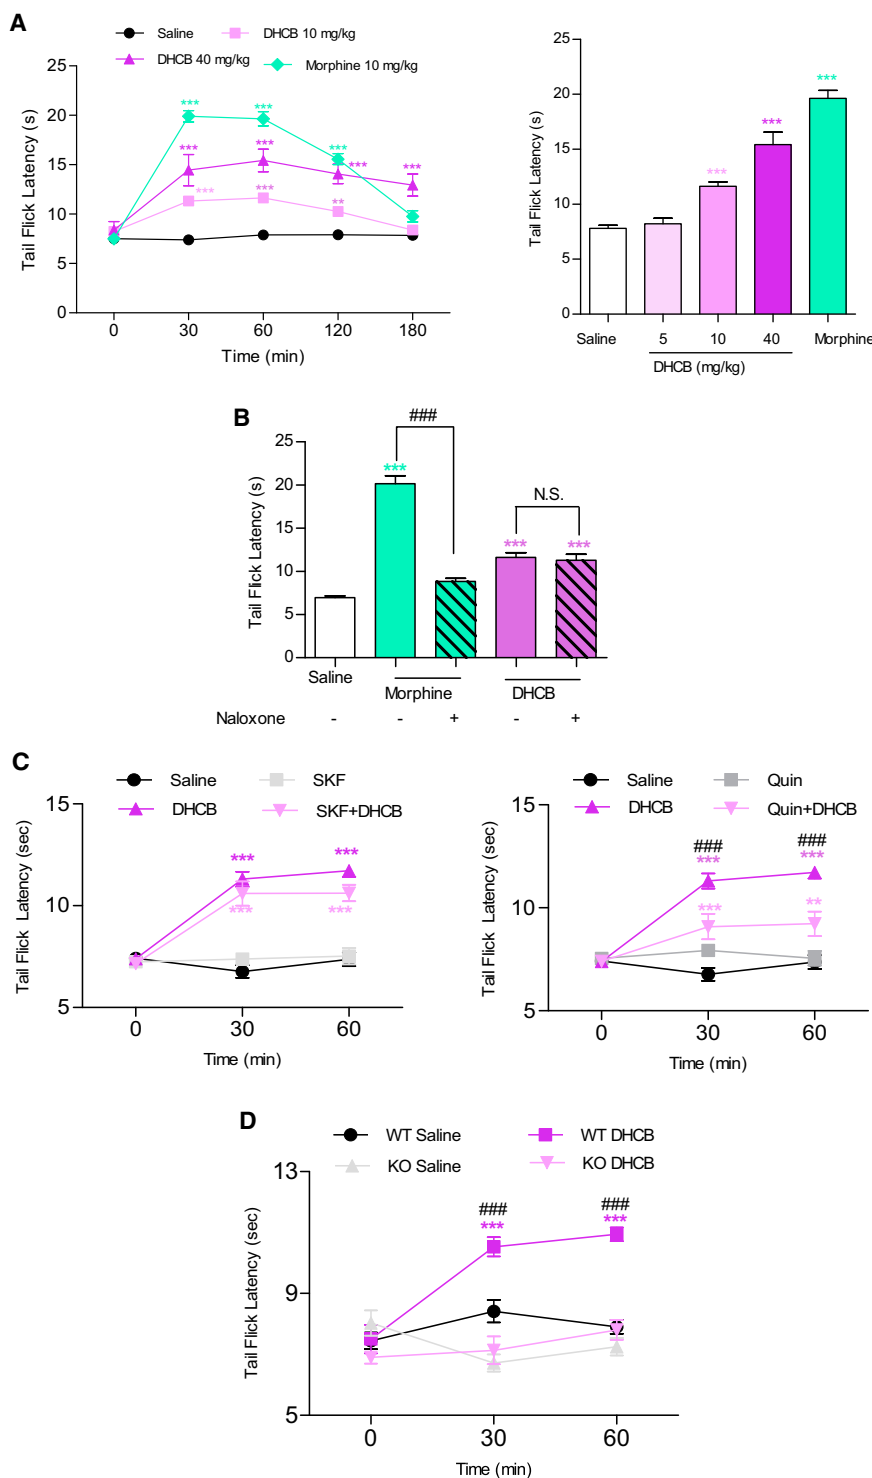 A
Saline
DHCB 10 mg/kg
DHCB 40 mg/kg
Morphine 10 mg/kg
Tail Flick Latency (s)
25
20
15
10
5
0
***
***
***
***
***
***
***
***
***
**
0 30 60 120 180
Time (min)
Tail Flick Latency (s)
25
20
15
10
5
0
***
***
***
Saline 5 10 40 Morphine
DHCB (mg/kg)
B
Tail Flick Latency (s)
25
20
15
10
5
0
###
***
N.S.
*** ***
Saline
Morphine DHCB
Naloxone - - + - +
C
Saline SKF
DHCB SKF+DHCB
Tail Flick Latency (sec)
15
10
5
*** ***
*** ***
0 30 60
Time (min)
Saline Quin
DHCB Quin+DHCB
Tail Flick Latency (sec)
15
10
5
### ###
*** ***
*** **
0 30 60
Time (min)
D
WT Saline WT DHCB
KO Saline KO DHCB
Tail Flick Latency (sec)
13
9
5
### ###
*** ***
0 30 60
Time (min)